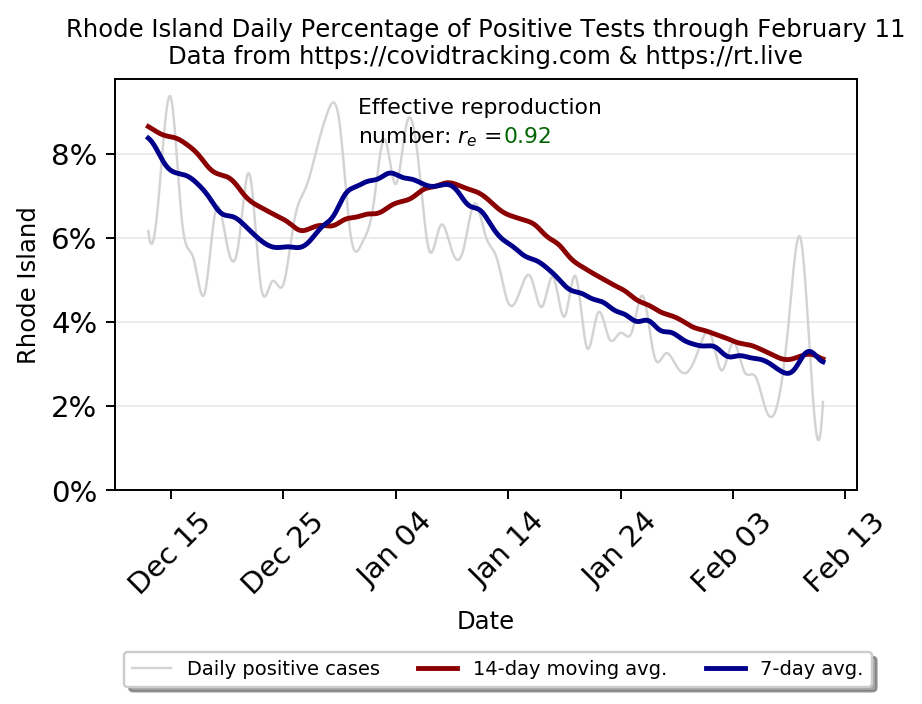 Rhode Island Daily Percentage of Positive Tests through February 11
Data from https://covidtracking.com & https://rt.live
Effective reproduction
number: rₑ =0.92
8%
6%
4%
2%
0%
Rhode Island
Dec 15
Dec 25
Jan 04
Jan 14
Jan 24
Feb 03
Feb 13
Date
Daily positive cases
14-day moving avg.
7-day avg.